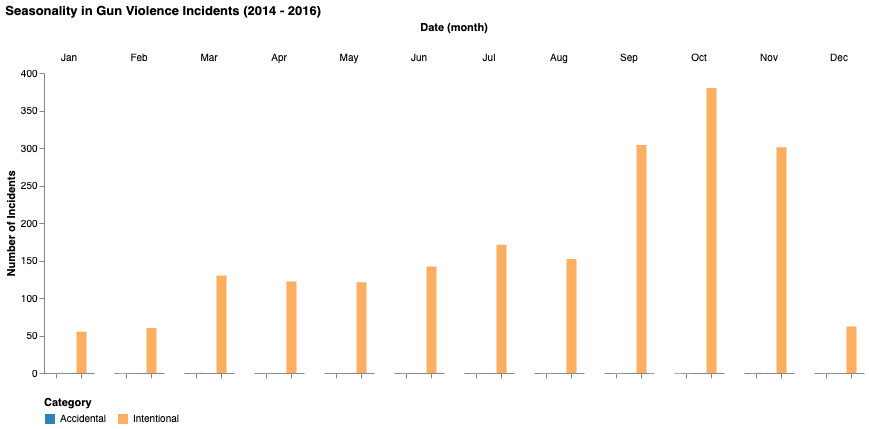 Seasonality in Gun Violence Incidents (2014 - 2016)
Date (month)
Jan Feb Mar Apr May Jun Jul Aug Sep Oct Nov Dec
400
350
300
250
200
150
100
50
0
Number of Incidents
Category
Accidental Intentional